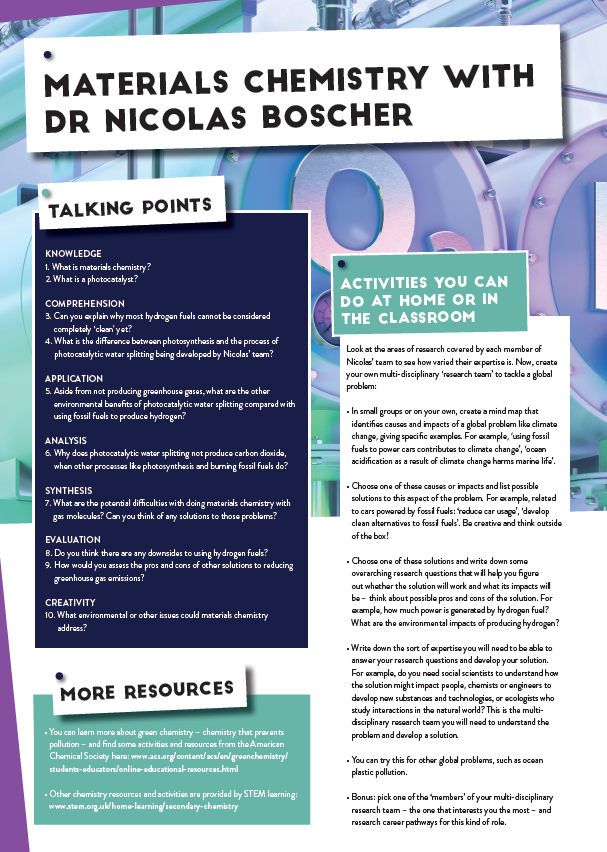 MATERIALS CHEMISTRY WITH
DR NICOLAS BOSCHER
TALKING POINTS
KNOWLEDGE
1. What is materials chemistry?
2. What is a photocatalyst?
COMPREHENSION
3. Can you explain why most hydrogen fuels cannot be considered
completely ‘clean’ yet?
4. What is the difference between photosynthesis and the process of
photocatalytic water splitting being developed by Nicolas’ team?
APPLICATION
5. Aside from not producing greenhouse gases, what are the other
environmental benefits of photocatalytic water splitting compared with
using fossil fuels to produce hydrogen?
ANALYSIS
6. Why does photocatalytic water splitting not produce carbon dioxide,
when other processes like photosynthesis and burning fossil fuels do?
SYNTHESIS
7. What are the potential difficulties with doing materials chemistry with
gas molecules? Can you think of any solutions to those problems?
EVALUATION
8. Do you think there are any downsides to using hydrogen fuels?
9. How would you assess the pros and cons of other solutions to reducing
greenhouse gas emissions?
CREATIVITY
10. What environmental or other issues could materials chemistry
address?
MORE RESOURCES
• You can learn more about green chemistry – chemistry that prevents
pollution – and find some activities and resources from the American
Chemical Society here: www.acs.org/content/acs/en/greenchemistry/
students-educators/online-educational-resources.html
• Other chemistry resources and activities are provided by STEM learning:
www.stem.org.uk/home-learning/secondary-chemistry
ACTIVITIES YOU CAN
DO AT HOME OR IN
THE CLASSROOM
Look at the areas of research covered by each member of
Nicolas’ team to see how varied their expertise is. Now, create
your own multi-disciplinary ‘research team’ to tackle a global
problem:
• In small groups or on your own, create a mind map that
identifies causes and impacts of a global problem like climate
change, giving specific examples. For example, ‘using fossil
fuels to power cars contributes to climate change’, ‘ocean
acidification as a result of climate change harms marine life’.
• Choose one of these causes or impacts and list possible
solutions to this aspect of the problem. For example, related
to cars powered by fossil fuels: ‘reduce car usage’, ‘develop
clean alternatives to fossil fuels’. Be creative and think outside
of the box!
• Choose one of these solutions and write down some
overarching research questions that will help you figure
out whether the solution will work and what its impacts will
be – think about possible pros and cons of the solution. For
example, how much power is generated by hydrogen fuel?
What are the environmental impacts of producing hydrogen?
• Write down the sort of expertise you will need to be able to
answer your research questions and develop your solution.
For example, do you need social scientists to understand how
the solution might impact people, chemists or engineers to
develop new substances and technologies, or ecologists who
study interactions in the natural world? This is the multi-
disciplinary research team you will need to understand the
problem and develop a solution.
• You can try this for other global problems, such as ocean
plastic pollution.
• Bonus: pick one of the ‘members’ of your multi-disciplinary
research team – the one that interests you the most – and
research career pathways for this kind of role.